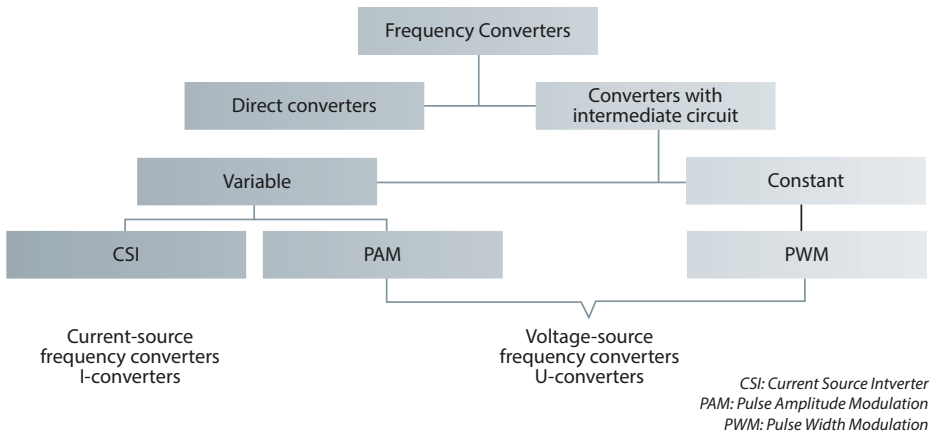 Frequency Converters
Direct converters
Converters with
intermediate circuit
Variable
Constant
CSI
PAM
PWM
Current-source
frequency converters
I-converters
Voltage-source
frequency converters
U-converters
CSI: Current Source Intverter
PAM: Pulse Amplitude Modulation
PWM: Pulse Width Modulation